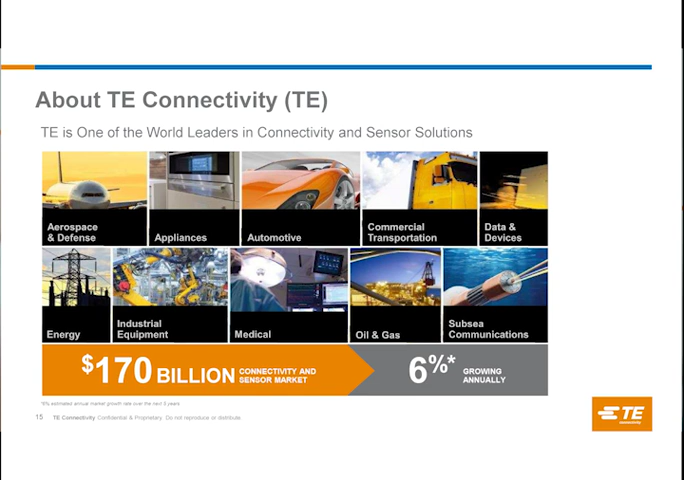 About TE Connectivity (TE)
TE is One of the World Leaders in Connectivity and Sensor Solutions
Aerospace
& Defense
Appliances
Automotive
Commercial
Transportation
Data &
Devices
Energy
Industrial
Equipment
Medical
Oil & Gas
Subsea
Communications
$170 BILLION CONNECTIVITY AND
SENSOR MARKET
6%* GROWING
ANNUALLY
*6% estimated annual market growth rate over the next 3 years
15 TE Connectivity Confidential & Proprietary. Do not reproduce or distribute.
TE
connectivity